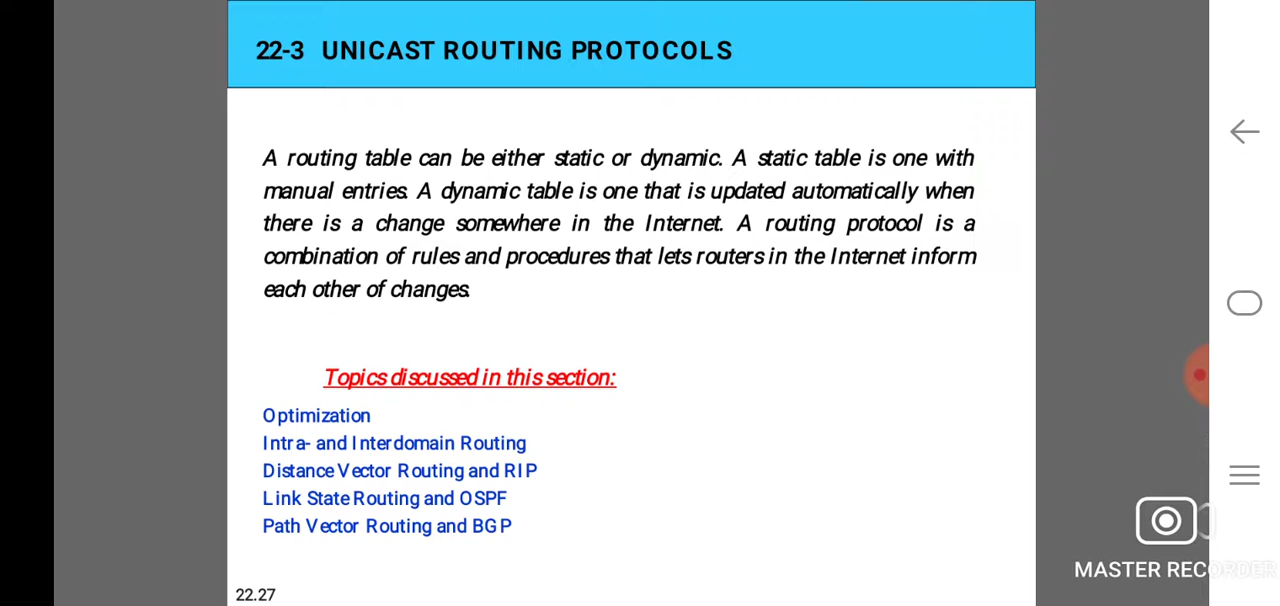 22-3 UNICAST ROUTING PROTOCOLS
A routing table can be either static or dynamic. A static table is one with
manual entries. A dynamic table is one that is updated automatically when
there is a change somewhere in the Internet. A routing protocol is a
combination of rules and procedures that lets routers in the Internet inform
each other of changes.
Topics discussed in this section:
Optimization
Intra- and Interdomain Routing
Distance Vector Routing and RIP
Link State Routing and OSPF
Path Vector Routing and BGP
22.27
MASTER RECORDER